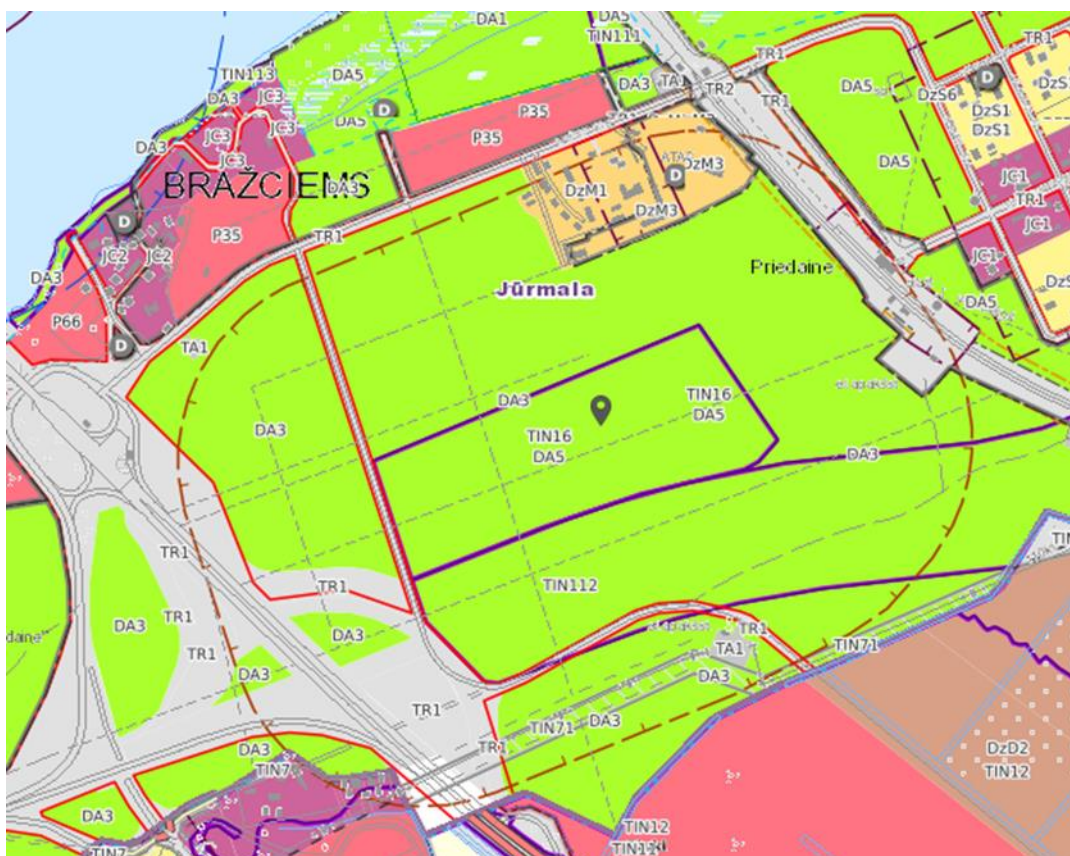 DA1
DA5
TIN111
TR1
TR1
TIN113
DA5
DA3
TA1
TR2
DA5
D
DA3
JC3
D
TR1
DzS6
DzS1
DzS1
JC3
DA5
P35
P35
DA3
JC3
JC3
DzM3
DA5
BRAŽCIEMS
DA3
DzM1
D
JC1
D
P35
DzM3
TR1
JC1
JC2
JC2
TR1
JC1
DA3
Priedaine
Jūrmala
DA5
P66
D
TA1
DA3
TIN16
DA5
DA3
TIN16
DA5
DA3
TR1
TIN112
TR1
DA3
TR1
DA3
TR1
TR1
TA1
TIN71
DA3
DA3
TR1
TIN71
DA3
TR1
DA3
TIN7
DzD2
TIN12
DA3
TIN12
TIN7